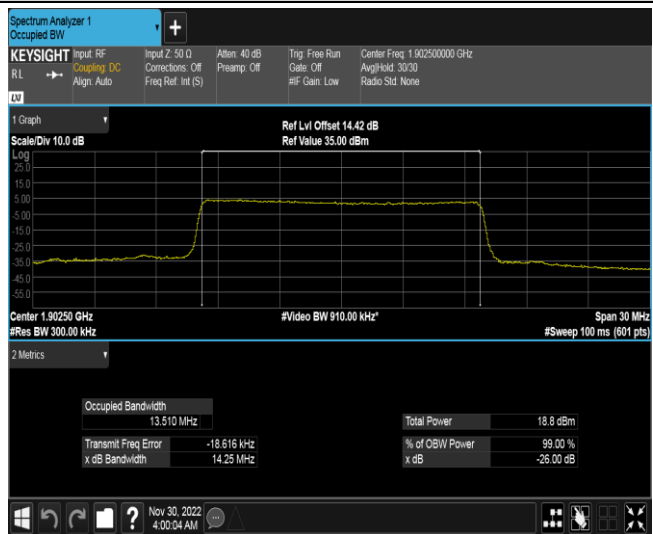 Spectrum Analyzer 1
Occupied BW
+
KEYSIGHT
RL
LXI
Input: RF
Coupling: DC
Align: Auto
Input Z: 50 Ω
Corrections: Off
Freq Ref: Int (S)
Atten: 40 dB
Preamp: Off
Trig: Free Run
Gate: Off
#IF Gain: Low
Center Freq: 1.902500000 GHz
Avg|Hold: 30/30
Radio Std: None
1 Graph
Scale/Div 10.0 dB
Ref Lvl Offset 14.42 dB
Ref Value 35.00 dBm
Log
25.0
15.0
5.00
-5.00
-15.0
-25.0
-35.0
-45.0
-55.0
Center 1.90250 GHz
#Res BW 300.00 kHz
#Video BW 910.00 kHz*
Span 30 MHz
#Sweep 100 ms (601 pts)
2 Metrics
Occupied Bandwidth
13.510 MHz
Transmit Freq Error -18.616 kHz
x dB Bandwidth 14.25 MHz
Total Power 18.8 dBm
% of OBW Power 99.00 %
x dB -26.00 dB
?
Nov 30, 2022
4:00:04 AM